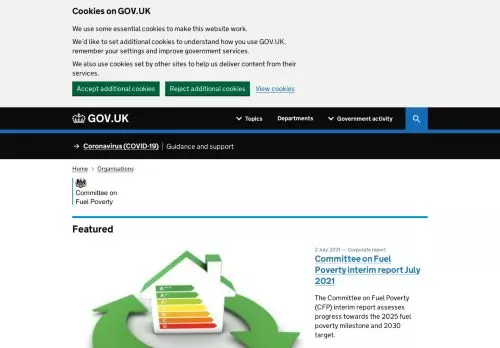 Cookies on GOV.UK
We use some essential cookies to make this website work.
We'd like to set additional cookies to understand how you use GOV.UK,
remember your settings and improve government services.
We also use cookies set by other sites to help us deliver content from their
services.
Accept additional cookies Reject additional cookies View cookies
GOV.UK Topics Departments Government activity
→ Coronavirus (COVID-19) Guidance and support
Home > Organisations
Committee on
Fuel Poverty
Featured
2 July 2021 — Corporate report
Committee on Fuel
Poverty interim report July
2021
The Committee on Fuel Poverty
(CFP) interim report assesses
progress towards the 2025 fuel
poverty milestone and 2030
target.